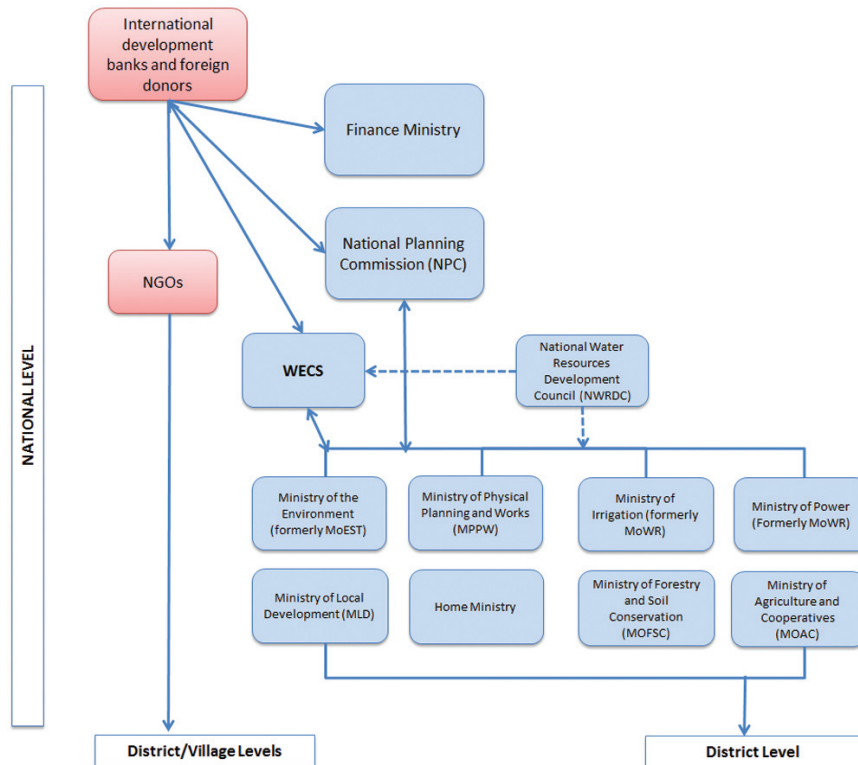 International
development
banks and foreign
donors
Finance Ministry
National Planning
Commission (NPC)
NGOs
NATIONAL LEVEL
WECS
National Water
Resources
Development
Council (NWRDC)
Ministry of the
Environment
(formerly MoEST)
Ministry of Physical
Planning and Works
(MPPW)
Ministry of
Irrigation (formerly
MoWR)
Ministry of Power
(Formerly MoWR)
Ministry of Local
Development (MLD)
Home Ministry
Ministry of Forestry
and Soil
Conservation
(MOFSC)
Ministry of
Agriculture and
Cooperatives
(MOAC)
District/Village Levels
District Level